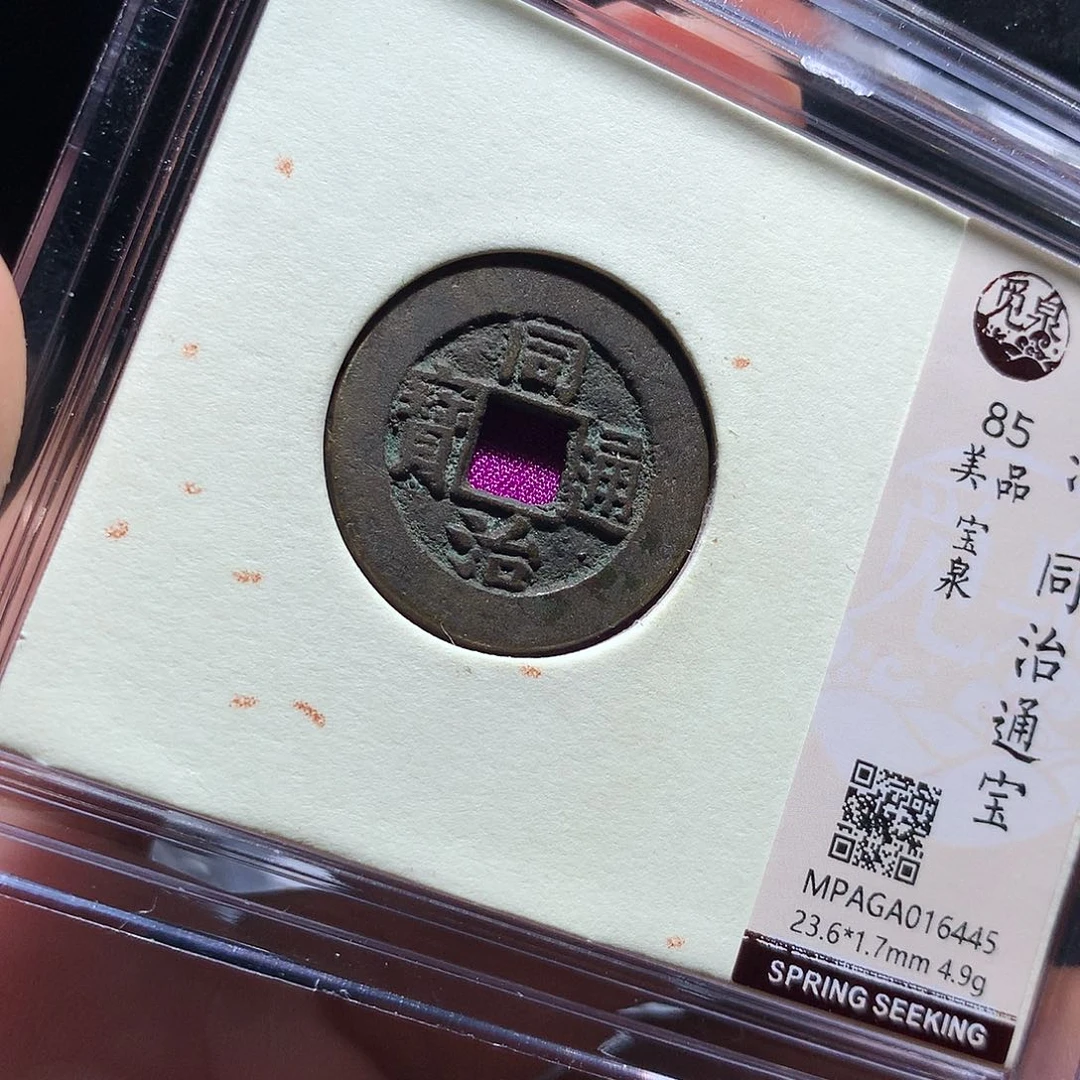 同治通寶
覓泉
85
美品
宝泉
同治通宝
MPAGA016445
23.6*1.7mm 4.9g
SPRING SEEKING